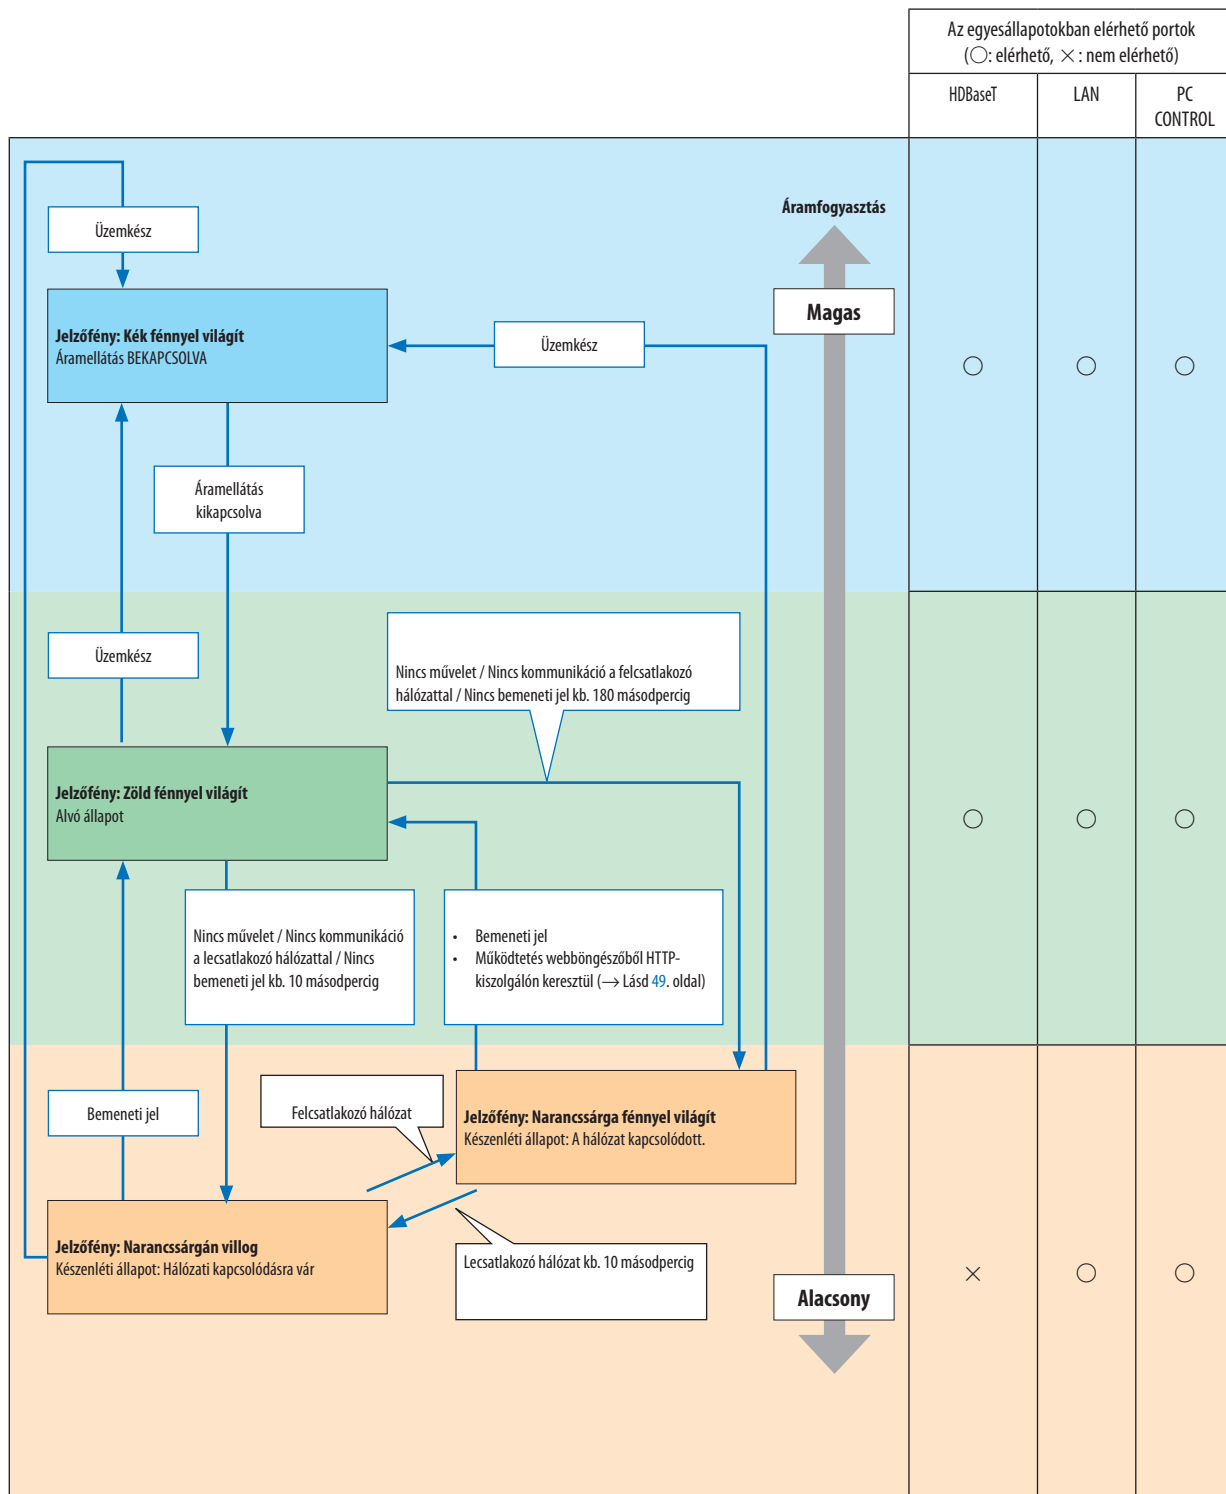 Az egyesállapotokban elérhető portok
(○: elérhető, ×: nem elérhető)
HDBaseT
LAN
PC
CONTROL
Üzemkész
Áramfogyasztás
Magas
Jelzőfény: Kék fénnyel világít
Áramellátás BEKAPCSOLVA
Üzemkész
○
○
○
Áramellátás
kikapcsolva
Üzemkész
Nincs művelet / Nincs kommunikáció a felcsatlakozó
hálózattal / Nincs bemeneti jel kb. 180 másodpercig
Jelzőfény: Zöld fénnyel világít
Alvó állapot
○
○
○
Nincs művelet / Nincs kommunikáció
a lecsatlakozó hálózattal / Nincs
bemeneti jel kb. 10 másodpercig
• Bemeneti jel
• Működtetés webböngészőből HTTP-
kiszolgálón keresztül (→ Lásd 49. oldal)
Bemeneti jel
Felcsatlakozó hálózat
Jelzőfény: Narancssárga fénnyel világít
Készenléti állapot: A hálózat kapcsolódott.
Jelzőfény: Narancssárgán villog
Készenléti állapot: Hálózati kapcsolódásra vár
Lecsatlakozó hálózat kb. 10 másodpercig
Alacsony
×
○
○